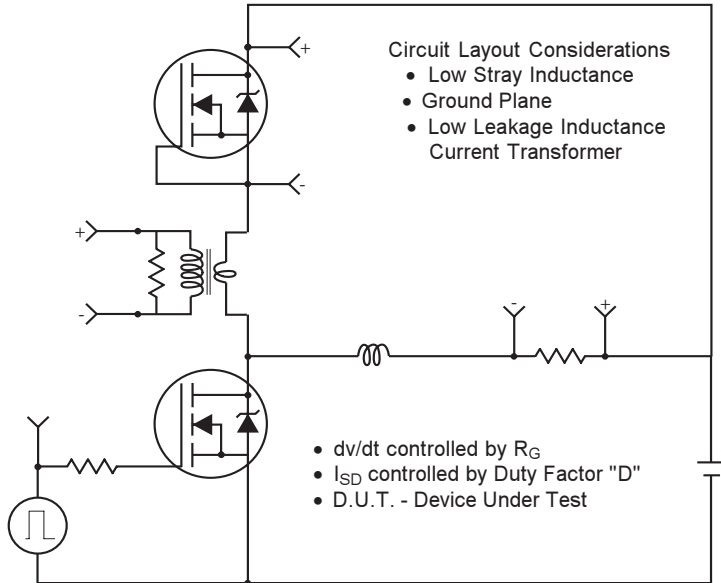 +
Circuit Layout Considerations
• Low Stray Inductance
• Ground Plane
• Low Leakage Inductance
Current Transformer
-
+
-
-
+
• dv/dt controlled by RG
• ISD controlled by Duty Factor "D"
• D.U.T. - Device Under Test